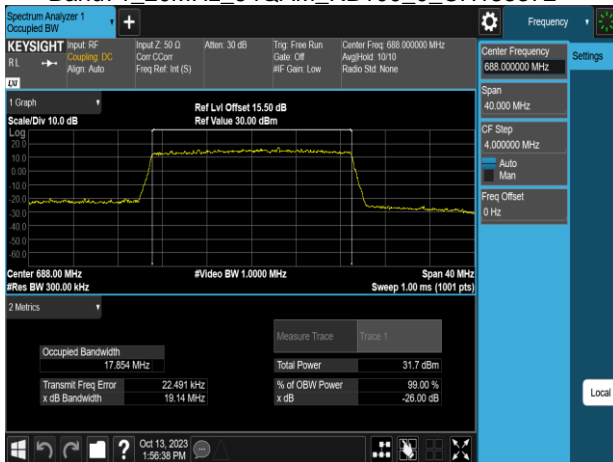 Spectrum Analyzer 1
Occupied BW
Frequency
KEYSIGHT
RL
Input: RF
Coupling: DC
Align: Auto
Input Z: 50 Ω
Corr CCorr
Freq Ref: Int (S)
Atten: 30 dB
Trig: Free Run
Gate: Off
#IF Gain: Low
Center Freq: 688.000000 MHz
Avg|Hold: 10/10
Radio Std: None
LXI
Center Frequency
688.000000 MHz
Settings
Span
40.000 MHz
CF Step
4.000000 MHz
Auto
Man
Freq Offset
0 Hz
Local
1 Graph
Scale/Div 10.0 dB
Ref Lvl Offset 15.50 dB
Ref Value 30.00 dBm
Log
20.0
10.0
0.00
-10.0
-20.0
-30.0
-40.0
-50.0
-60.0
Center 688.00 MHz
#Video BW 1.0000 MHz
Span 40 MHz
#Res BW 300.00 kHz
Sweep 1.00 ms (1001 pts)
2 Metrics
Measure Trace
Trace 1
Occupied Bandwidth
17.854 MHz
Total Power
31.7 dBm
Transmit Freq Error
22.491 kHz
% of OBW Power
99.00 %
x dB Bandwidth
19.14 MHz
x dB
-26.00 dB
?
Oct 13, 2023
1:56:38 PM